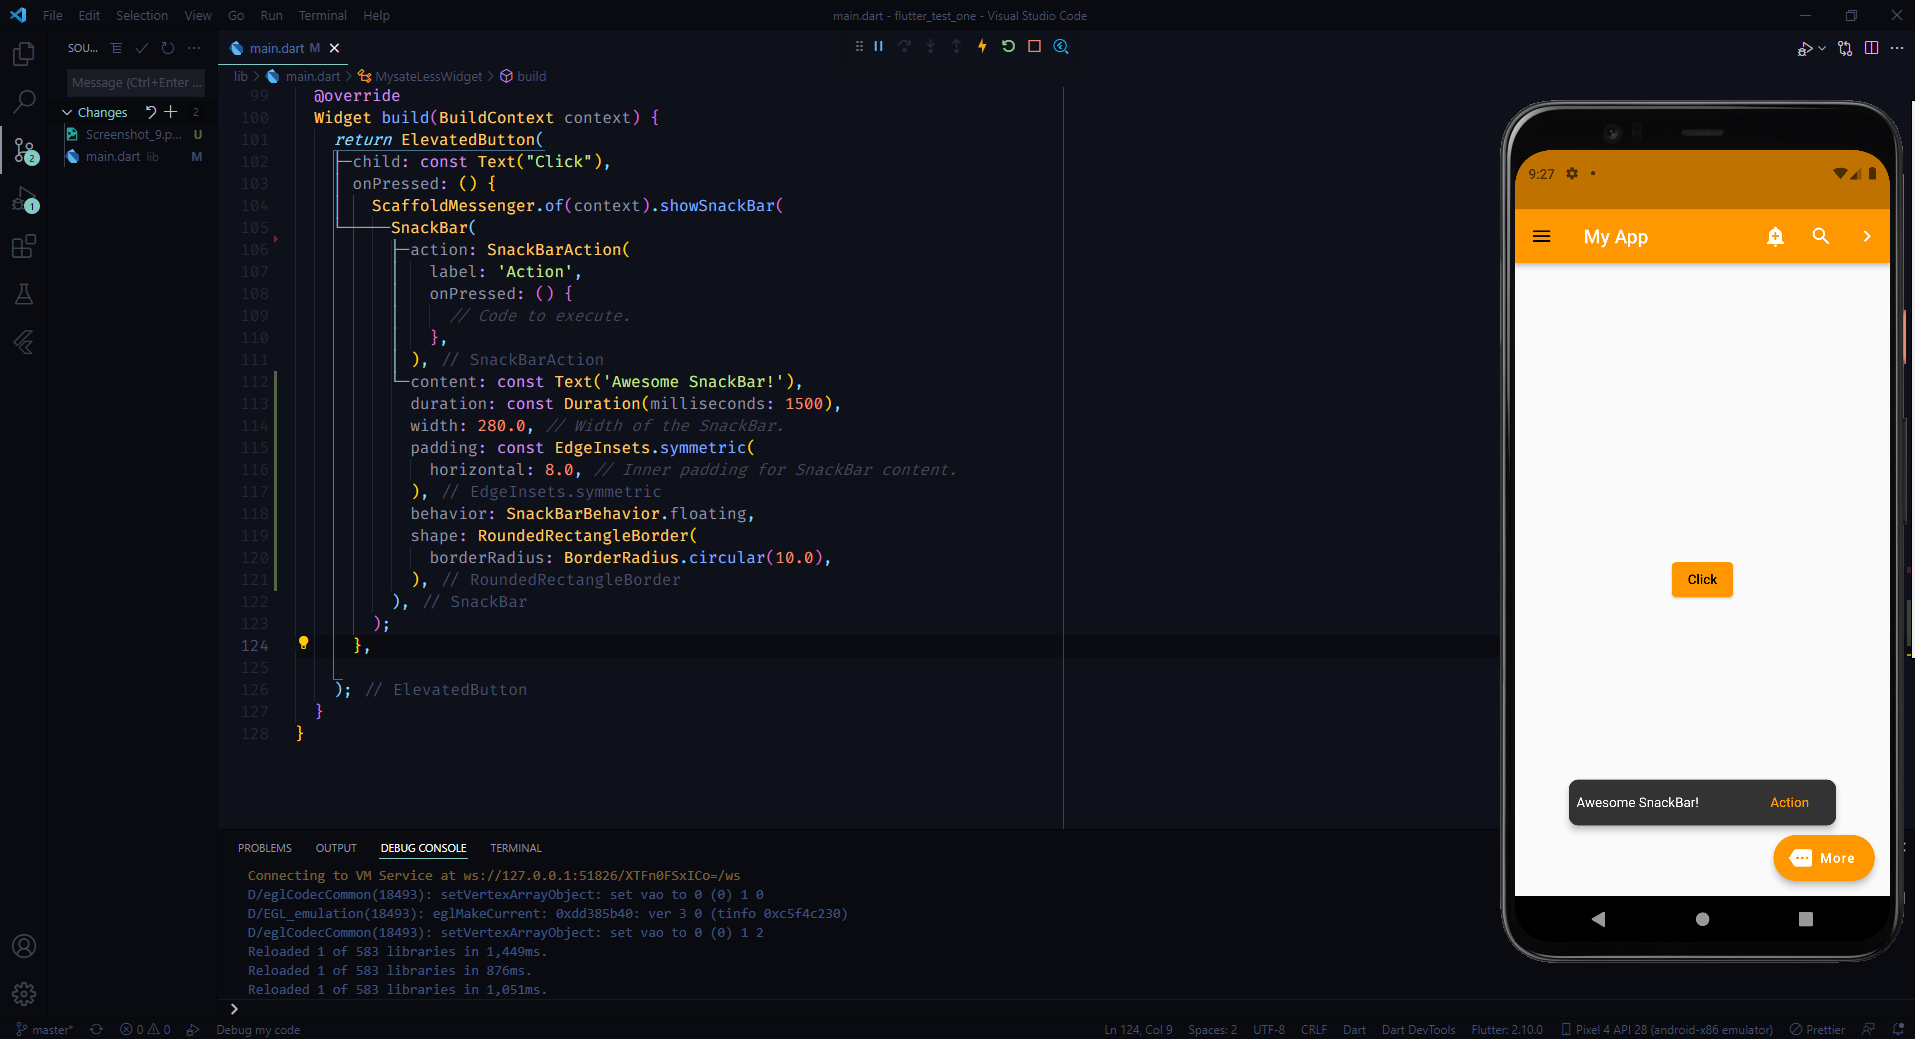 File Edit Selection View Go Run Terminal Help
main.dart - flutter_test_one - Visual Studio Code
SOU...
Message (Ctrl+Enter ...
Changes 2
Screenshot_9.p... U
main.dart lib M
2
1
main.dart M
lib > main.dart > MysateLessWidget > build
99 @override
100 Widget build(BuildContext context) {
101 return ElevatedButton(
102 child: const Text("Click"),
103 onPressed: () {
104 ScaffoldMessenger.of(context).showSnackBar(
105 SnackBar(
106 action: SnackBarAction(
107 label: 'Action',
108 onPressed: () {
109 // Code to execute.
110 },
111 ), // SnackBarAction
112 content: const Text('Awesome SnackBar!'),
113 duration: const Duration(milliseconds: 1500),
114 width: 280.0, // Width of the SnackBar.
115 padding: const EdgeInsets.symmetric(
116 horizontal: 8.0, // Inner padding for SnackBar content.
117 ), // EdgeInsets.symmetric
118 behavior: SnackBarBehavior.floating,
119 shape: RoundedRectangleBorder(
120 borderRadius: BorderRadius.circular(10.0),
121 ), // RoundedRectangleBorder
122 ), // SnackBar
123 );
124 },
125
126 ); // ElevatedButton
127 }
128 }
9:27
My App
Click
Awesome SnackBar! Action
More
PROBLEMS OUTPUT DEBUG CONSOLE TERMINAL
Connecting to VM Service at ws://127.0.0.1:51826/XTFn0FSxICo=/ws
D/eglCodecCommon(18493): setVertexArrayObject: set vao to 0 (0) 1 0
D/EGL_emulation(18493): eglMakeCurrent: 0xdd385b40: ver 3 0 (tinfo 0xc5f4c230)
D/eglCodecCommon(18493): setVertexArrayObject: set vao to 0 (0) 1 2
Reloaded 1 of 583 libraries in 1,449ms.
Reloaded 1 of 583 libraries in 876ms.
Reloaded 1 of 583 libraries in 1,051ms.
master* 0 0 Debug my code
Ln 124, Col 9 Spaces: 2 UTF-8 CRLF Dart Dart DevTools Flutter: 2.10.0 Pixel 4 API 28 (android-x86 emulator) Prettier